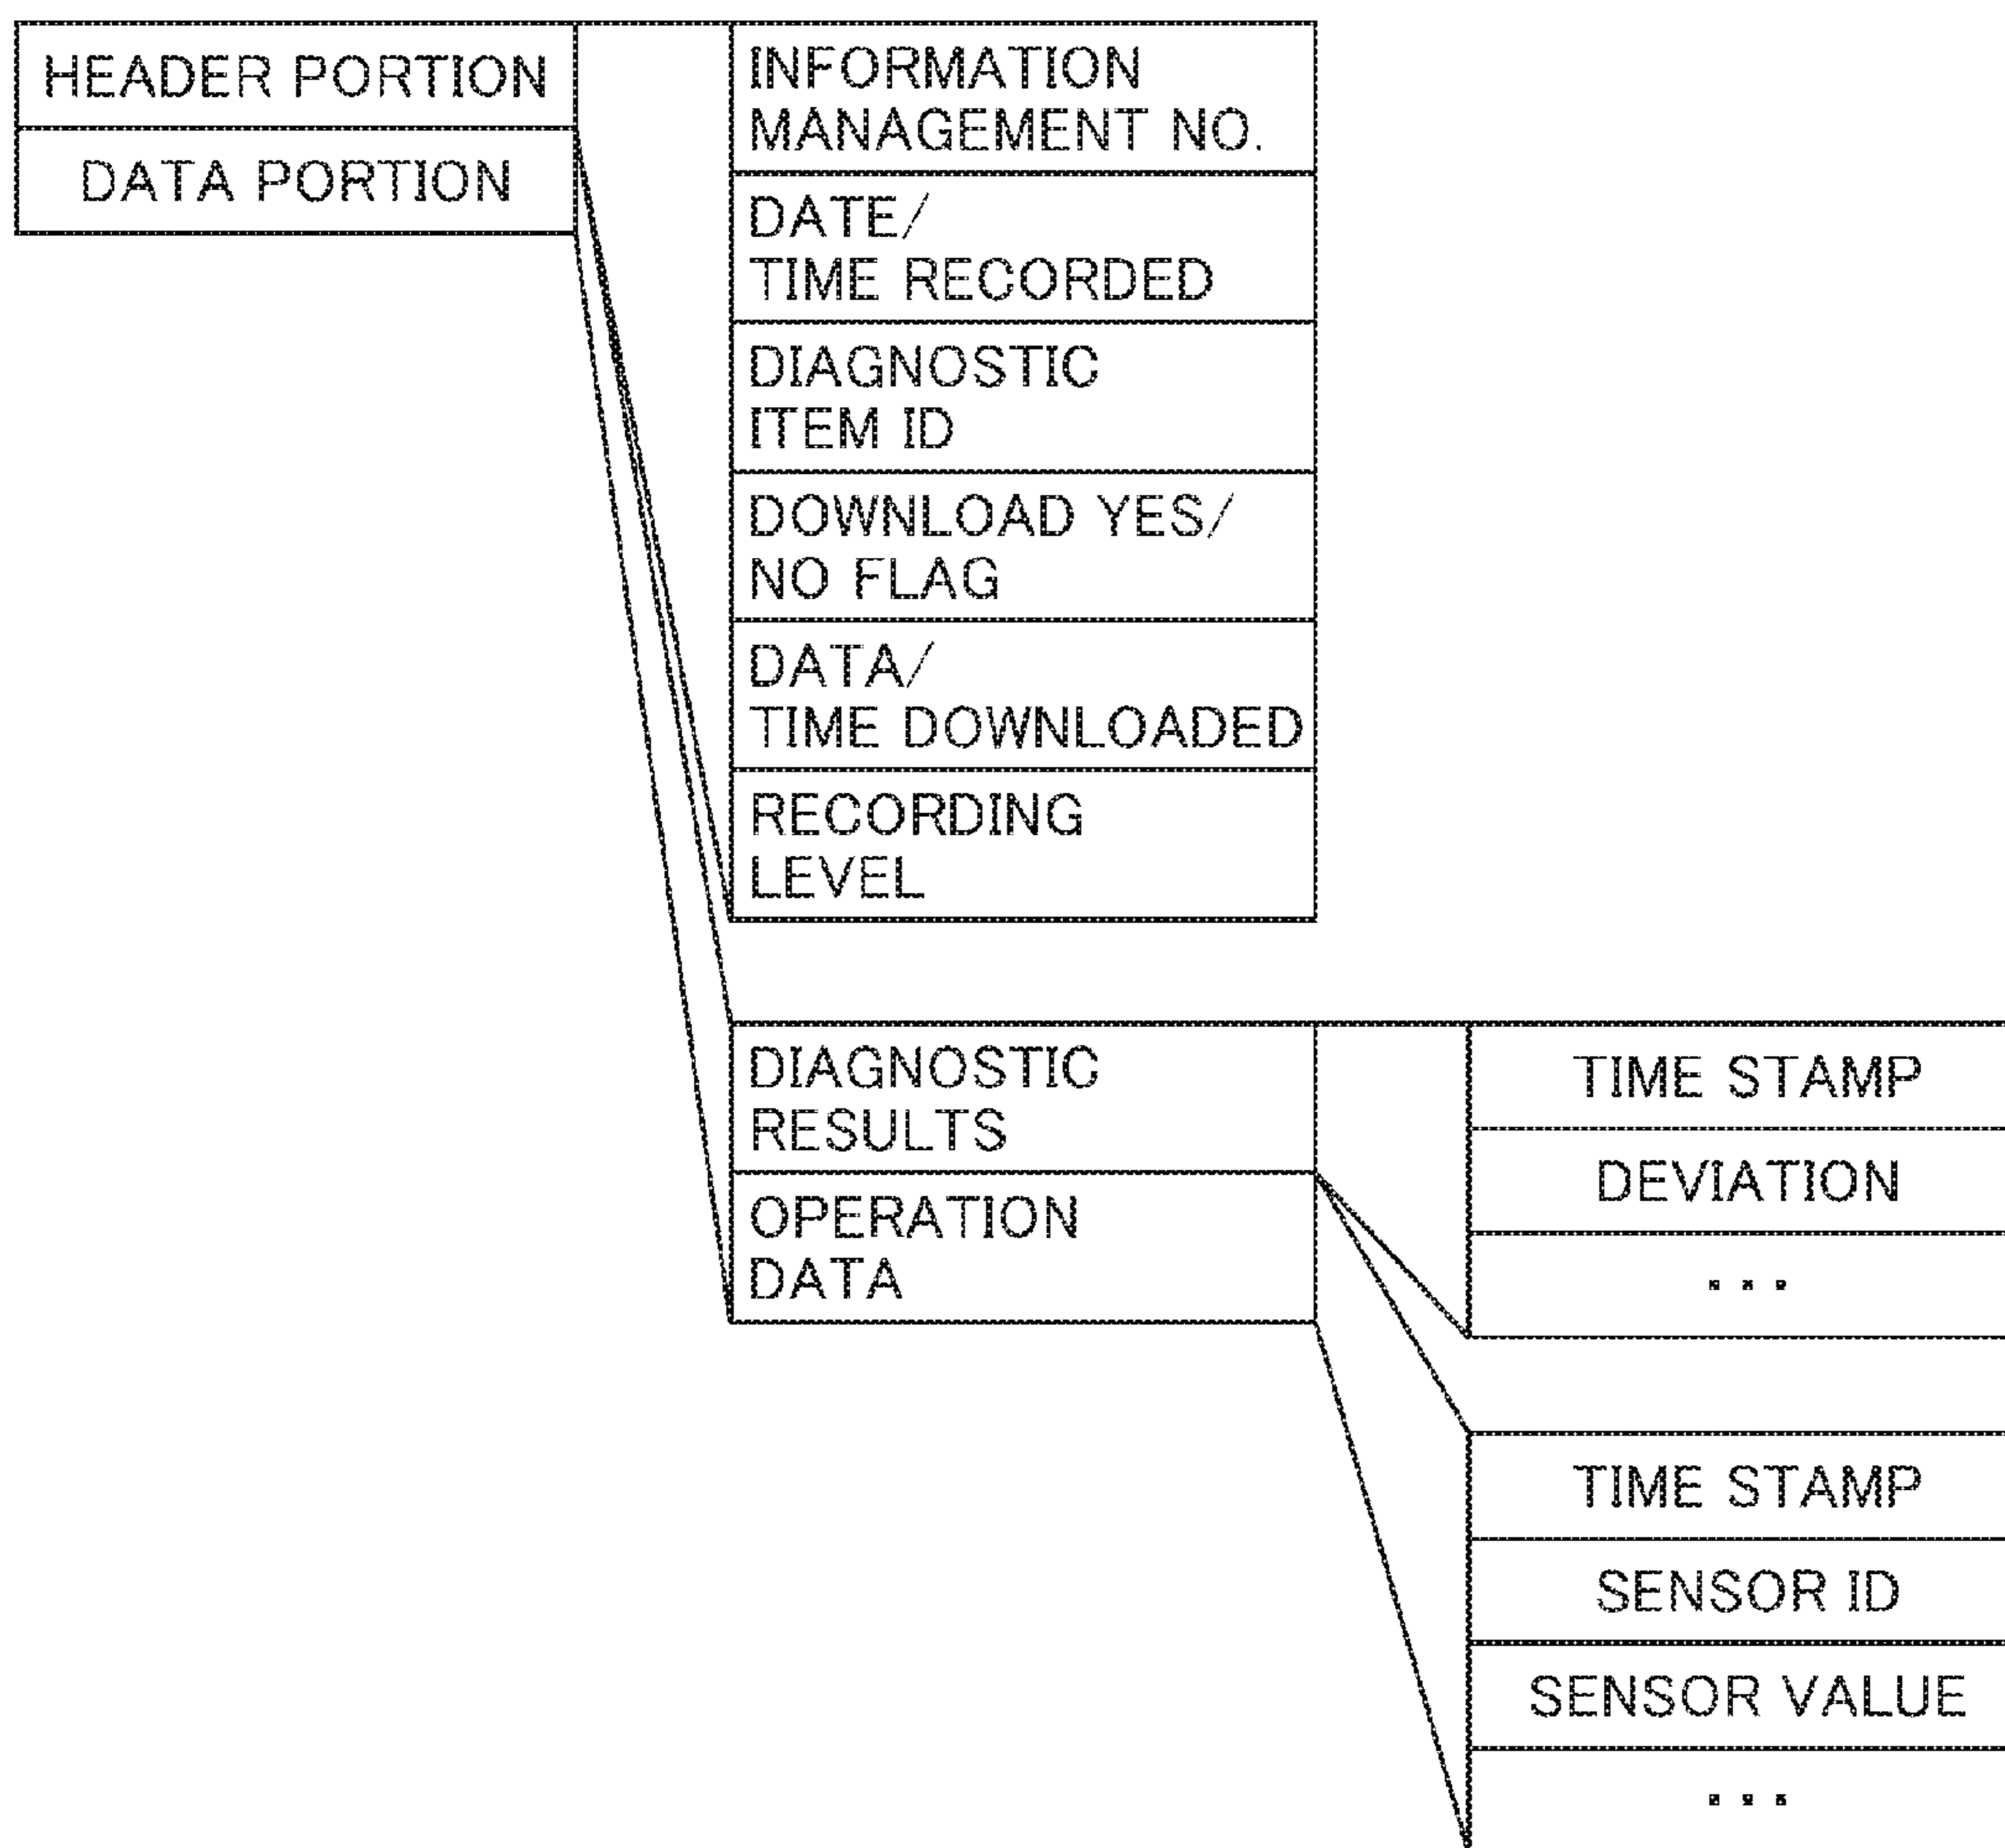 HEADER PORTION
DATA PORTION
INFORMATION
MANAGEMENT NO.
DATE/
TIME RECORDED
DIAGNOSTIC
ITEM ID
DOWNLOAD YES/
NO FLAG
DATA/
TIME DOWNLOADED
RECORDING
LEVEL
DIAGNOSTIC
RESULTS
OPERATION
DATA
TIME STAMP
DEVIATION
...
TIME STAMP
SENSOR ID
SENSOR VALUE
...